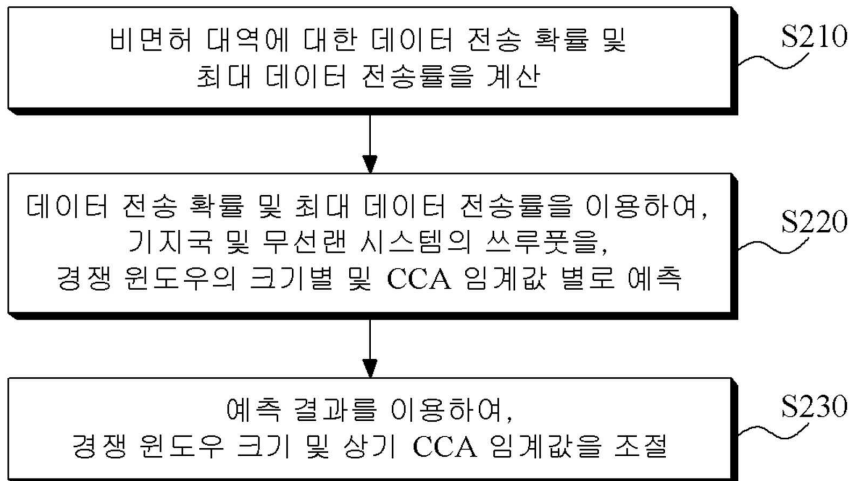 비면허 대역에 대한 데이터 전송 확률 및
최대 데이터 전송률을 계산
S210
데이터 전송 확률 및 최대 데이터 전송률을 이용하여,
기지국 및 무선랜 시스템의 쓰루풋을,
경쟁 윈도우의 크기별 및 CCA 임계값 별로 예측
S220
예측 결과를 이용하여,
경쟁 윈도우 크기 및 상기 CCA 임계값을 조절
S230